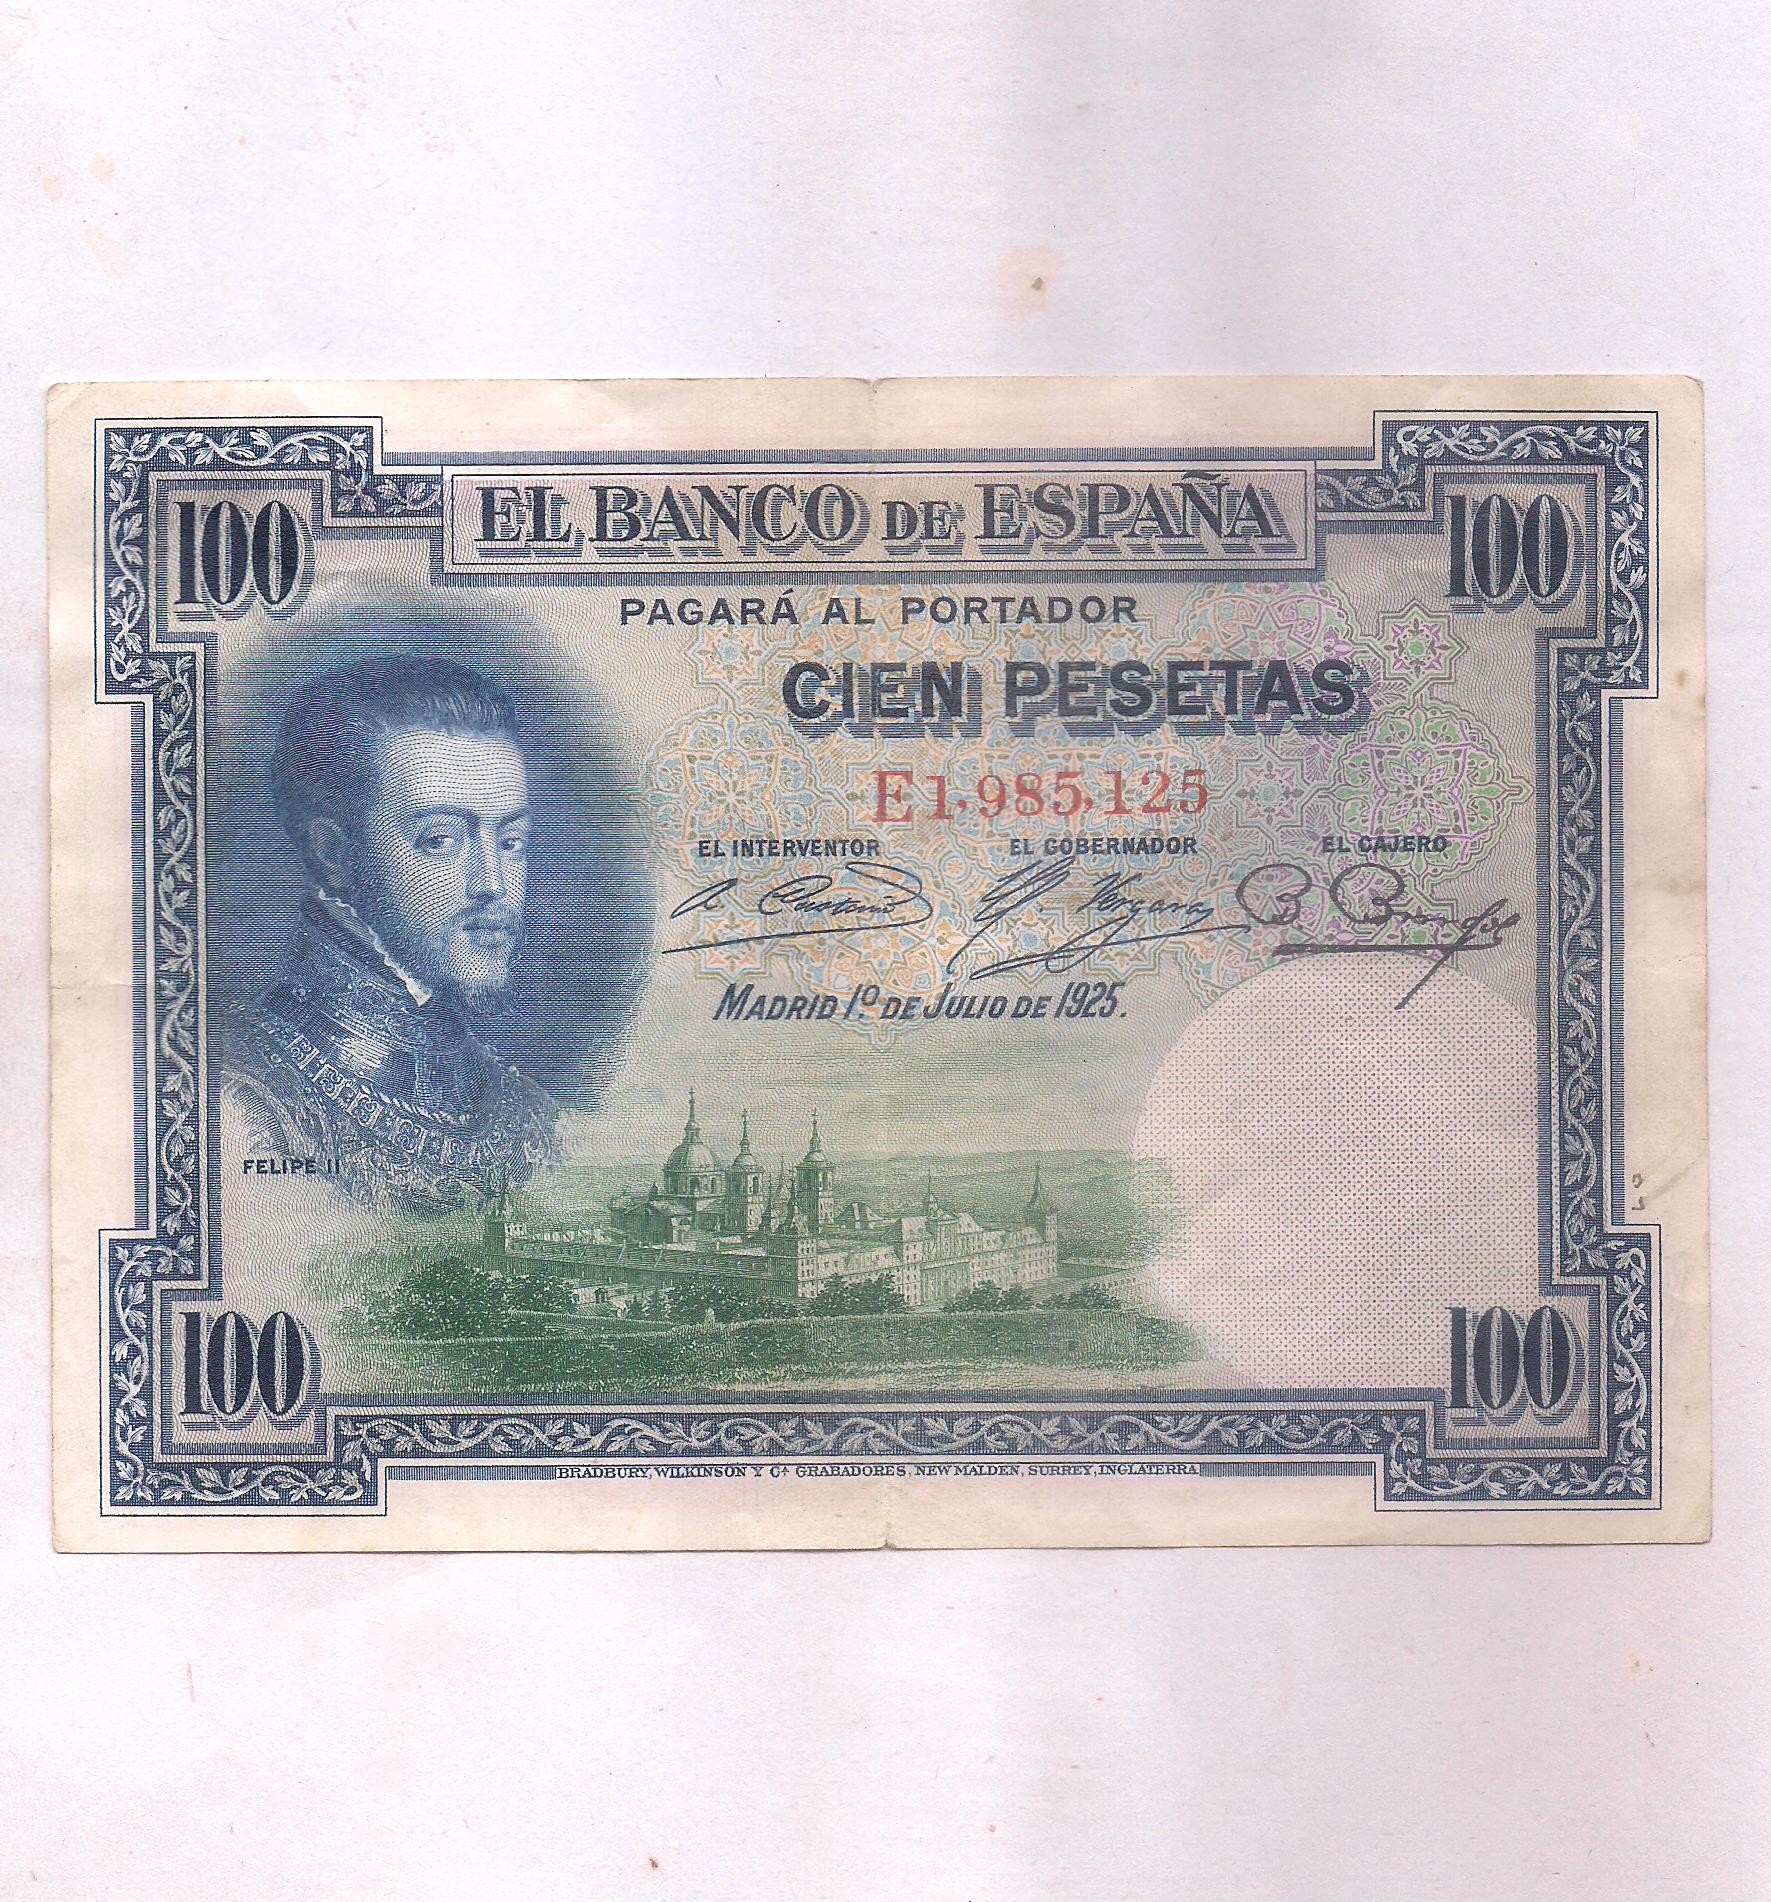 100
EL BANCO DE ESPAÑA
100
PAGARÁ AL PORTADOR
CIEN PESETAS
E1,985,125
EL INTERVENTOR
EL GOBERNADOR
EL CAJERO
MADRID 1º DE JULIO DE 1925.
FELIPE II
100
100
BRADBURY, WILKINSON Y Cª GRABADORES, NEW MALDEN, SURREY, INGLATERRA